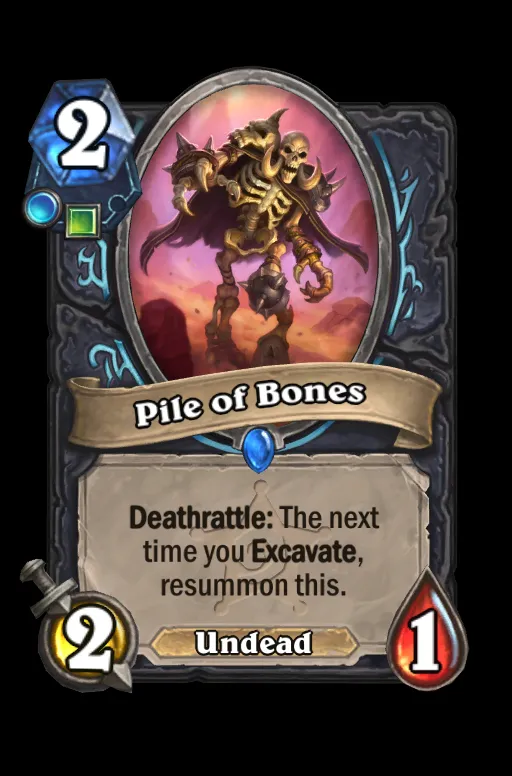 2
Pile of Bones
Deathrattle: The next
time you Excavate,
resummon this.
2
Undead
1